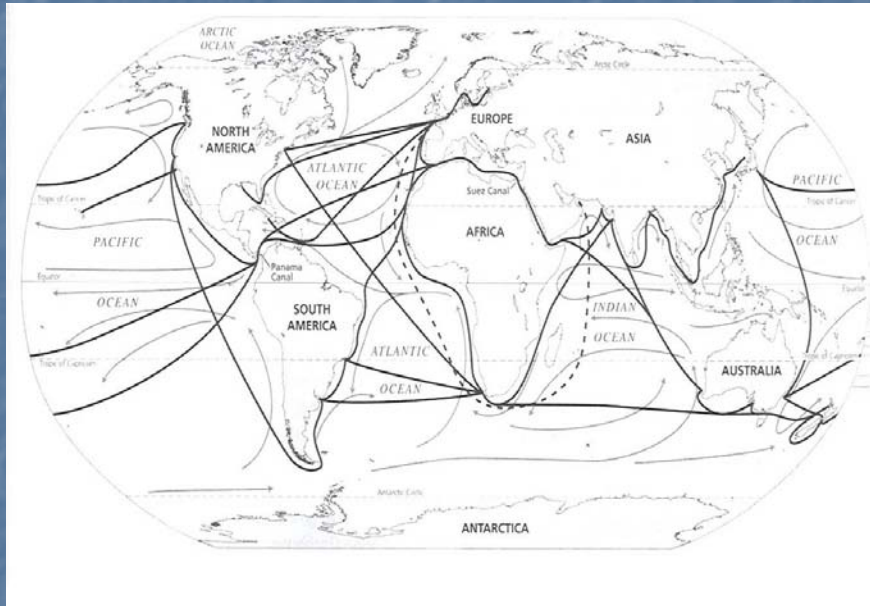 ARCTIC
OCEAN
Arctic Circle
NORTH
AMERICA
EUROPE
ASIA
ATLANTIC
OCEAN
Suez Canal
PACIFIC
Tropic of Cancer
Tropic of Cancer
AFRICA
PACIFIC
OCEAN
Equator
Panama
Canal
Equator
OCEAN
SOUTH
AMERICA
INDIAN
OCEAN
ATLANTIC
Tropic of Capricorn
Tropic of Capricorn
AUSTRALIA
OCEAN
Antarctic Circle
ANTARCTICA